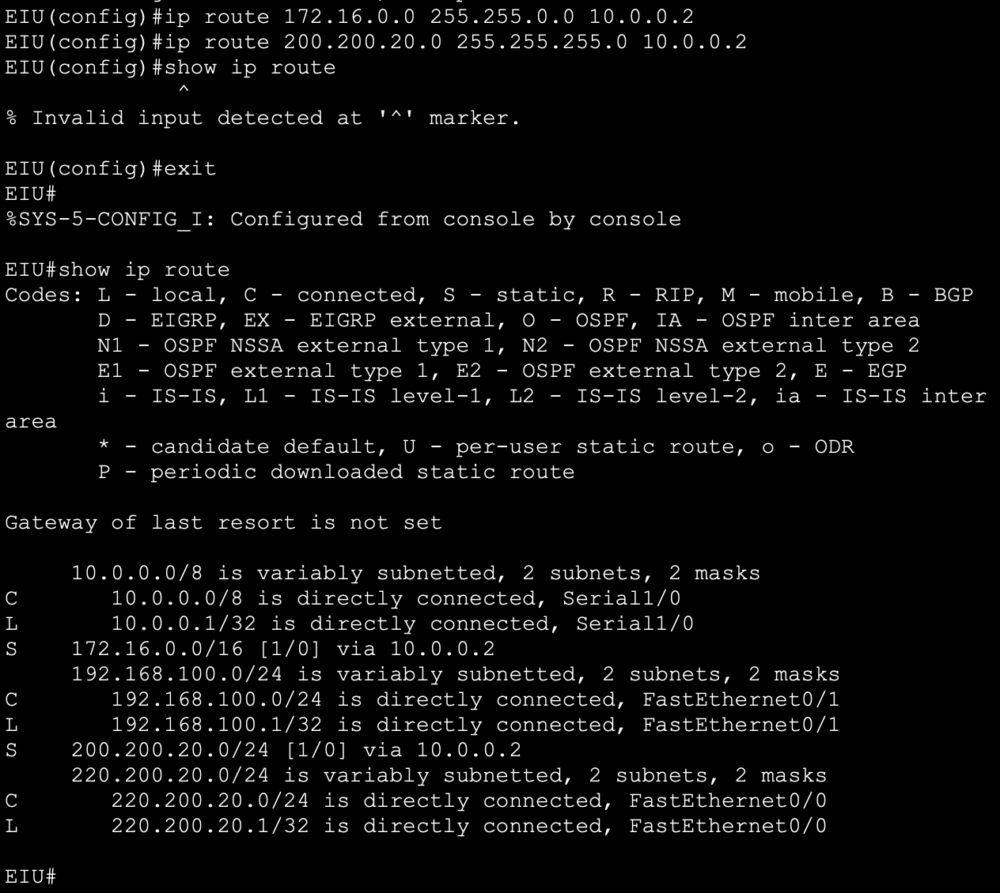 EIU(config)#ip route 172.16.0.0 255.255.0.0 10.0.0.2
EIU(config)#ip route 200.200.20.0 255.255.255.0 10.0.0.2
EIU(config)#show ip route
^
% Invalid input detected at '^' marker.
EIU(config)#exit
EIU#
%SYS-5-CONFIG_I: Configured from console by console
EIU#show ip route
Codes: L - local, C - connected, S - static, R - RIP, M - mobile, B - BGP
D - EIGRP, EX - EIGRP external, O - OSPF, IA - OSPF inter area
N1 - OSPF NSSA external type 1, N2 - OSPF NSSA external type 2
E1 - OSPF external type 1, E2 - OSPF external type 2, E - EGP
i - IS-IS, L1 - IS-IS level-1, L2 - IS-IS level-2, ia - IS-IS inter
area
* - candidate default, U - per-user static route, o - ODR
P - periodic downloaded static route
Gateway of last resort is not set
10.0.0.0/8 is variably subnetted, 2 subnets, 2 masks
C 10.0.0.0/8 is directly connected, Serial1/0
L 10.0.0.1/32 is directly connected, Serial1/0
S 172.16.0.0/16 [1/0] via 10.0.0.2
192.168.100.0/24 is variably subnetted, 2 subnets, 2 masks
C 192.168.100.0/24 is directly connected, FastEthernet0/1
L 192.168.100.1/32 is directly connected, FastEthernet0/1
S 200.200.20.0/24 [1/0] via 10.0.0.2
220.200.20.0/24 is variably subnetted, 2 subnets, 2 masks
C 220.200.20.0/24 is directly connected, FastEthernet0/0
L 220.200.20.1/32 is directly connected, FastEthernet0/0
EIU#